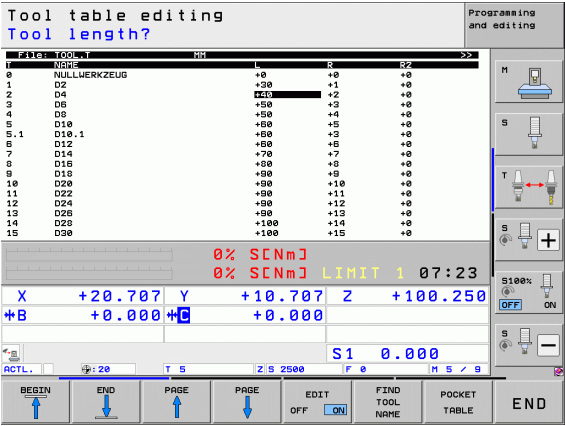 Tool table editing
Tool length?
Programming
and editing
File: TOOL.T MM >>
T NAME L R R2
0 NULLWERKZEUG +0 +0 +0
1 D2 +30 +1 +0
2 D4 +40 +2 +0
3 D6 +50 +3 +0
4 D8 +50 +4 +0
5 D10 +60 +5 +0
5.1 D10.1 +60 +3 +0
6 D12 +60 +6 +0
7 D14 +70 +7 +0
8 D16 +80 +8 +0
9 D18 +90 +9 +0
10 D20 +90 +10 +0
11 D22 +90 +11 +0
12 D24 +90 +12 +0
13 D26 +90 +13 +0
14 D28 +100 +14 +0
15 D30 +100 +15 +0
0% S[Nm]
0% S[Nm] LIMIT 1 07:23
X +20.707 Y +10.707 Z +100.250
B +0.000 C +0.000
S1 0.000
ACTL. : 20 T 5 Z S 2500 F 0 M 5 / 9
M
S
T
S +
S100%
OFF ON
S −
BEGIN
END
PAGE
PAGE
EDIT
OFF ON
FIND
TOOL
NAME
POCKET
TABLE
END